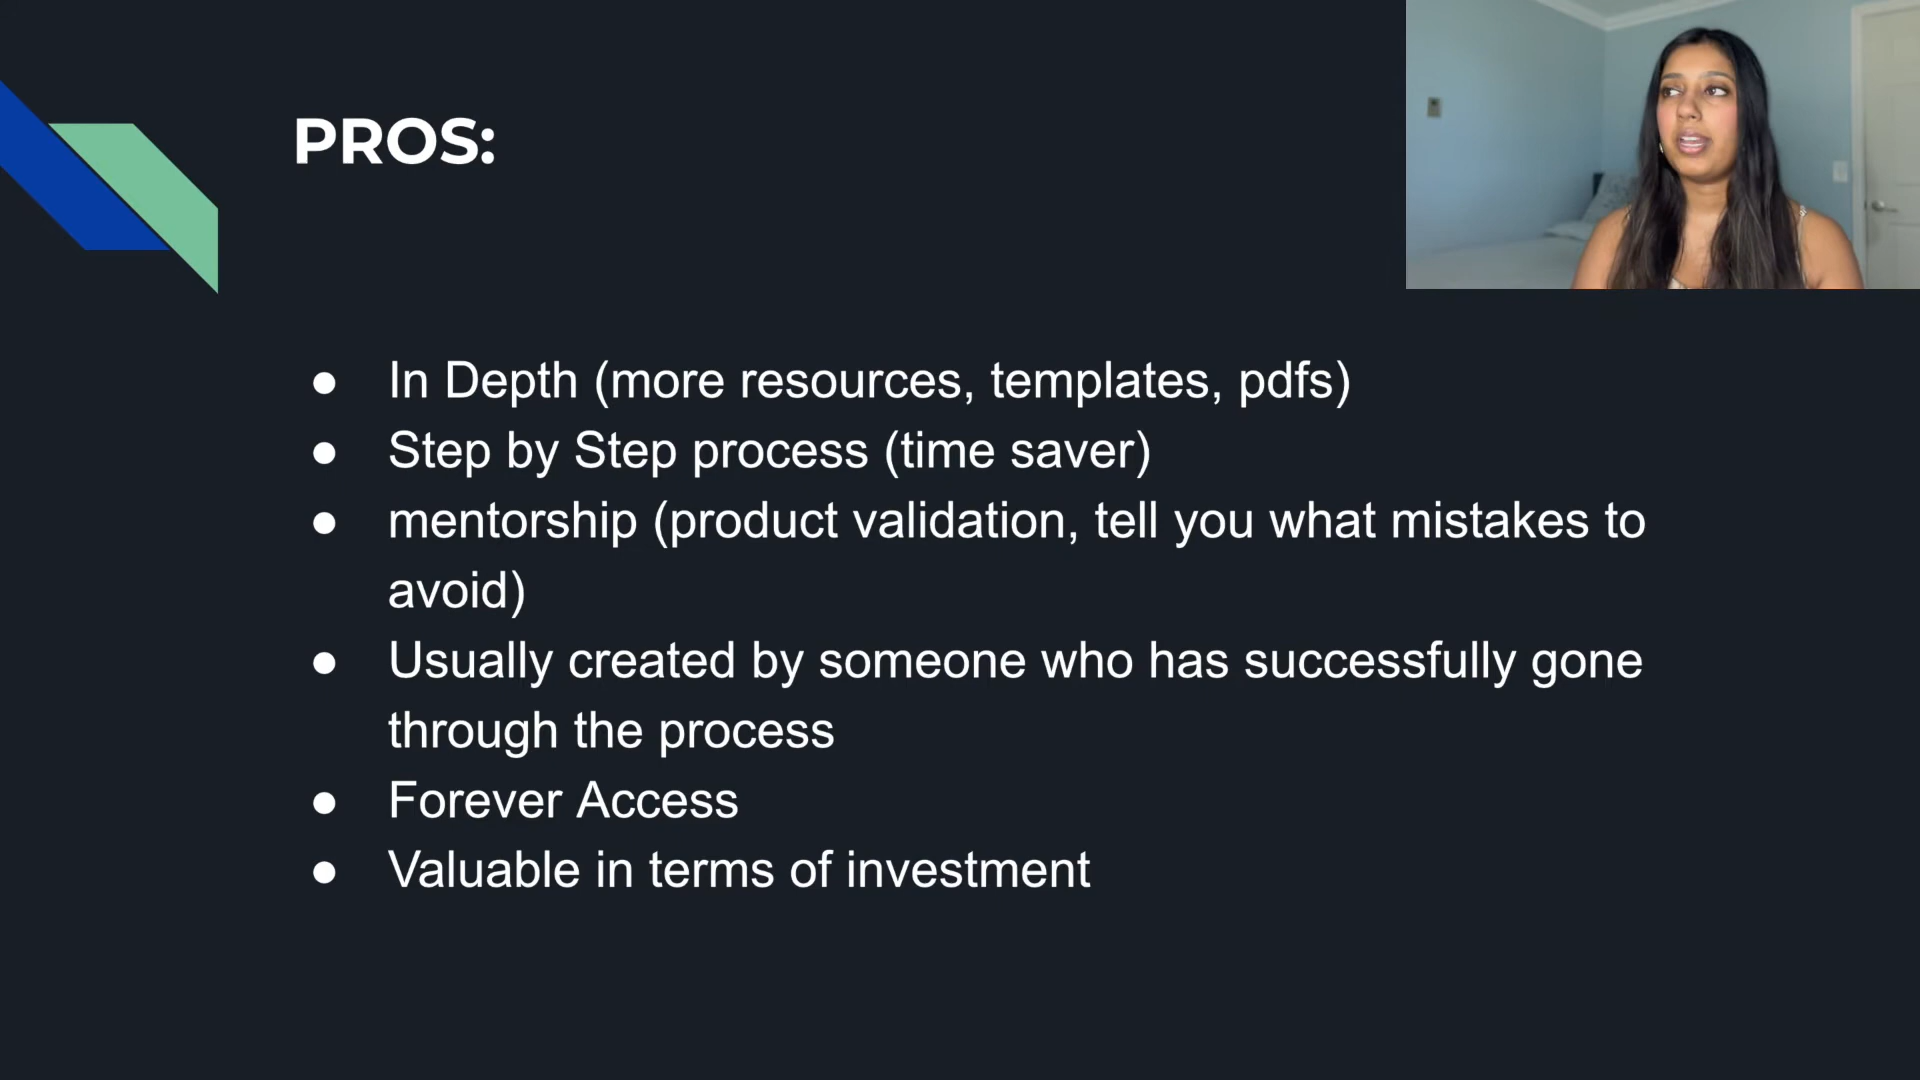 PROS:
● In Depth (more resources, templates, pdfs)
● Step by Step process (time saver)
● mentorship (product validation, tell you what mistakes to
avoid)
● Usually created by someone who has successfully gone
through the process
● Forever Access
● Valuable in terms of investment